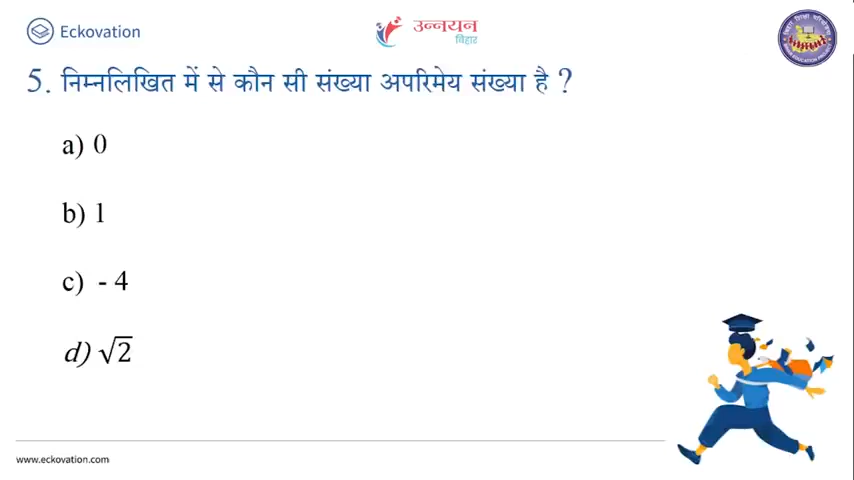 Eckovation
उन्नयन
बिहार
5. निम्नलिखित में से कौन सी संख्या अपरिमेय संख्या है ?
a) 0
b) 1
c) - 4
d) √2
www.eckovation.com